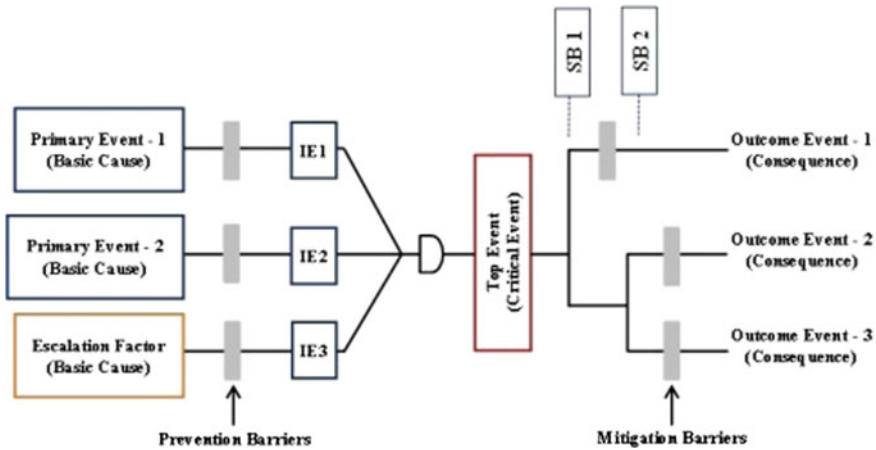 SB 1
SB 2
Primary Event - 1
(Basic Cause)
IE1
Outcome Event - 1
(Consequence)
Primary Event - 2
(Basic Cause)
IE2
Top Event
(Critical Event)
Outcome Event - 2
(Consequence)
Escalation Factor
(Basic Cause)
IE3
Outcome Event - 3
(Consequence)
Prevention Barriers
Mitigation Barriers